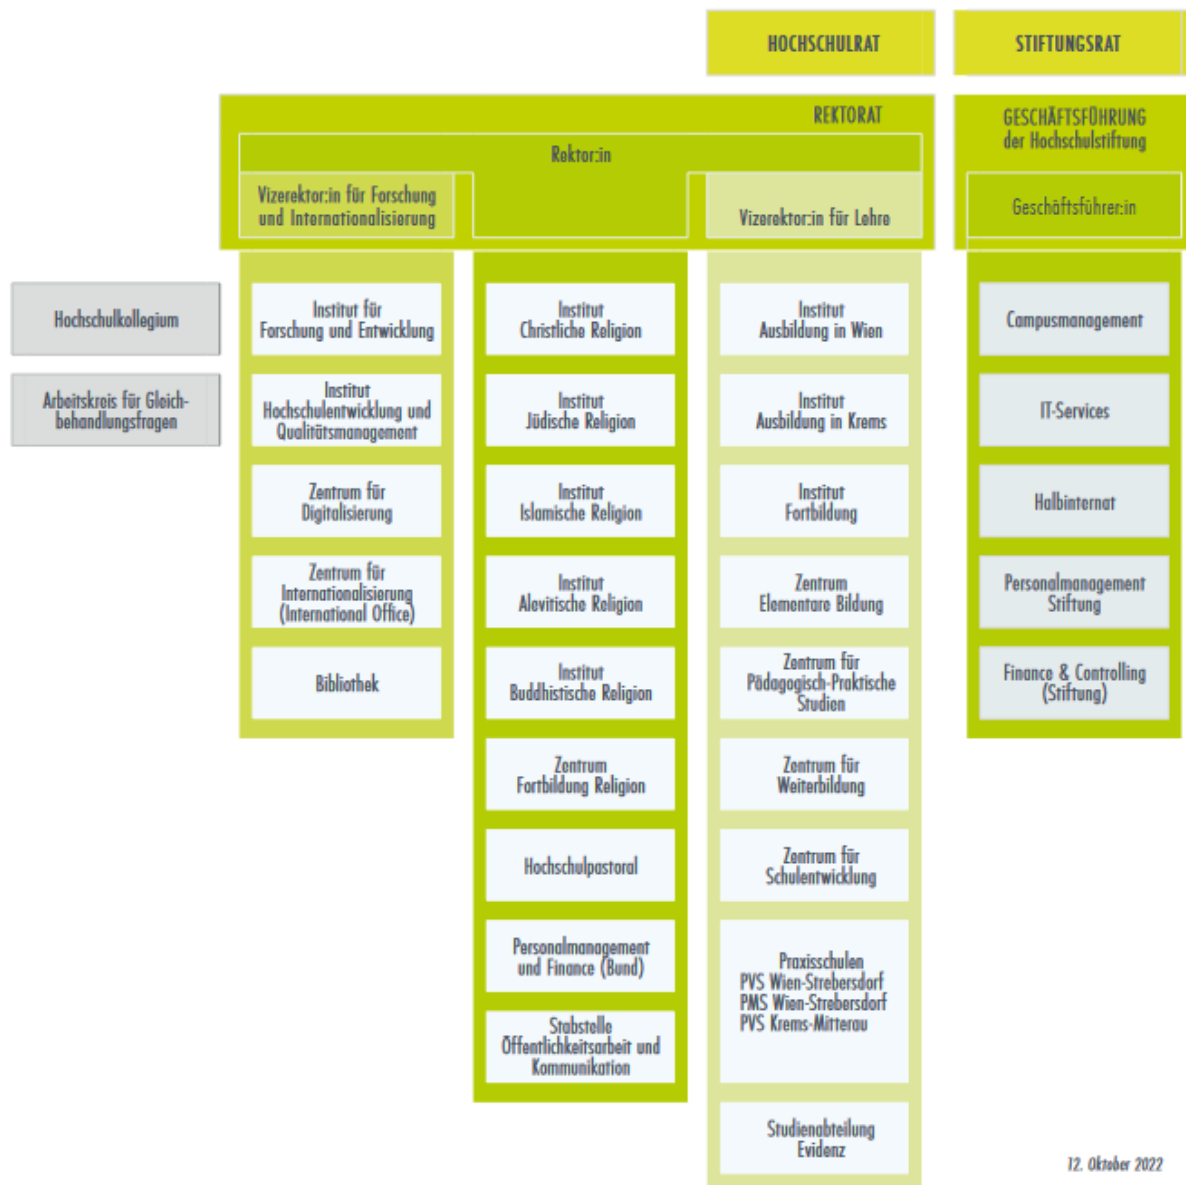 HOCHSCHULRAT
STIFTUNGSRAT
REKTORAT
Rektor:in
Vizerektor:in für Forschung
und Internationalisierung
Vizerektor:in für Lehre
GESCHÄFTSFÜHRUNG
der Hochschulstiftung
Geschäftsführer:in
Hochschulkollegium
Arbeitskreis für Gleich-
behandlungsfragen
Institut für
Forschung und Entwicklung
Institut
Hochschulentwicklung und
Qualitätsmanagement
Zentrum für
Digitalisierung
Zentrum für
Internationalisierung
(International Office)
Bibliothek
Institut
Christliche Religion
Institut
Jüdische Religion
Institut
Islamische Religion
Institut
Alevitische Religion
Institut
Buddhistische Religion
Zentrum
Fortbildung Religion
Hochschulpastoral
Personalmanagement
und Finance (Bund)
Stabstelle
Öffentlichkeitsarbeit und
Kommunikation
Institut
Ausbildung in Wien
Institut
Ausbildung in Krems
Institut
Fortbildung
Zentrum
Elementare Bildung
Zentrum für
Pädagogisch-Praktische
Studien
Zentrum für
Weiterbildung
Zentrum für
Schulentwicklung
Praxisschulen
PVS Wien-Strebersdorf
PMS Wien-Strebersdorf
PVS Krems-Mitterau
Studienabteilung
Evidenz
Campusmanagement
IT-Services
Halbinternat
Personalmanagement
Stiftung
Finance & Controlling
(Stiftung)
12. Oktober 2022